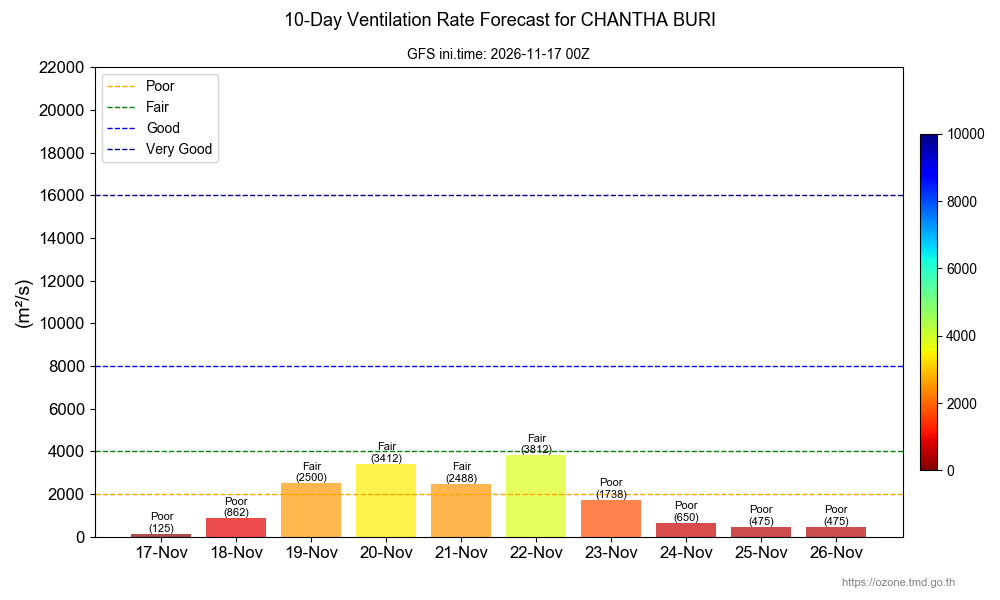 10-Day Ventilation Rate Forecast for CHANTHA BURI
GFS ini.time: 2026-11-17 00Z
Poor
Fair
Good
Very Good
(m²/s)
22000
20000
18000
16000
14000
12000
10000
8000
6000
4000
2000
0
Poor
(125)
Poor
(862)
Fair
(2500)
Fair
(3412)
Fair
(2488)
Fair
(3812)
Poor
(1738)
Poor
(650)
Poor
(475)
Poor
(475)
17-Nov 18-Nov 19-Nov 20-Nov 21-Nov 22-Nov 23-Nov 24-Nov 25-Nov 26-Nov
10000
8000
6000
4000
2000
0
https://ozone.tmd.go.th